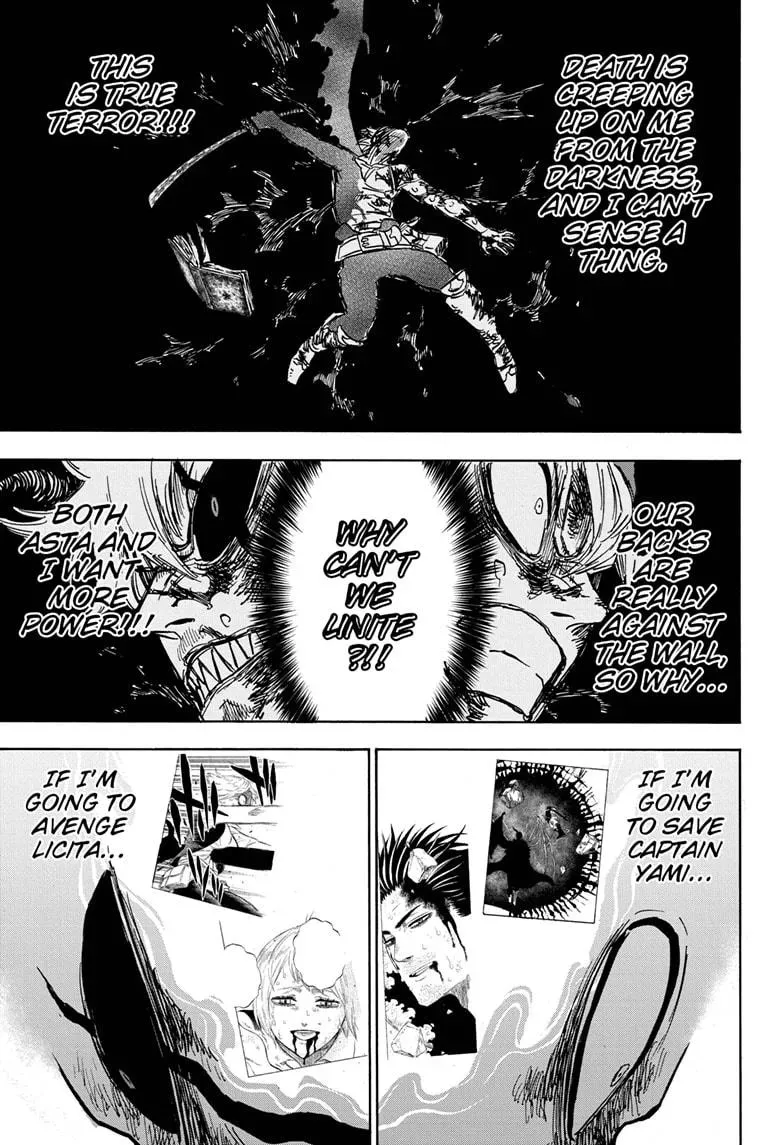 DEATH IS
CREEPING
UP ON ME
FROM THE
DARKNESS,
AND I CAN'T
SENSE A
THING.
THIS
IS TRUE
TERROR!!!
OUR
BACKS ARE
REALLY
AGAINST
THE WALL,
SO WHY...
WHY
CAN'T
WE
UNITE
?!!
BOTH
ASTA AND
I WANT
MORE
POWER!!!
IF I'M
GOING
TO SAVE
CAPTAIN
YAMI...
IF I'M
GOING TO
AVENGE
LICITA...